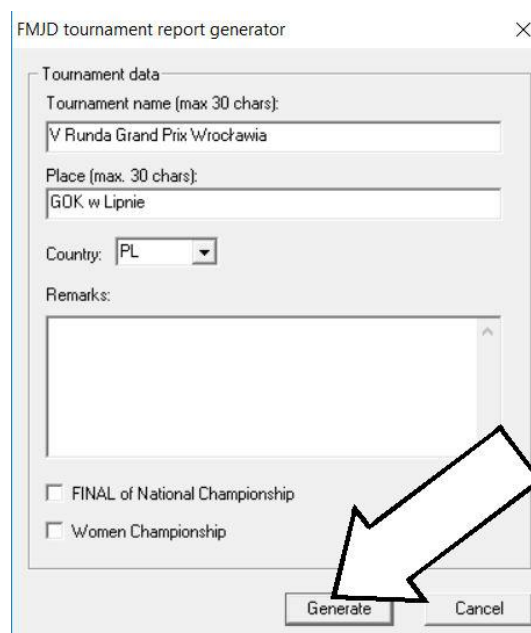 FMJD tournament report generator
Tournament data
Tournament name (max 30 chars):
V Runda Grand Prix Wrocławia
Place (max. 30 chars):
GOK w Lipnie
Country: PL
Remarks:
FINAL of National Championship
Women Championship
Generate Cancel